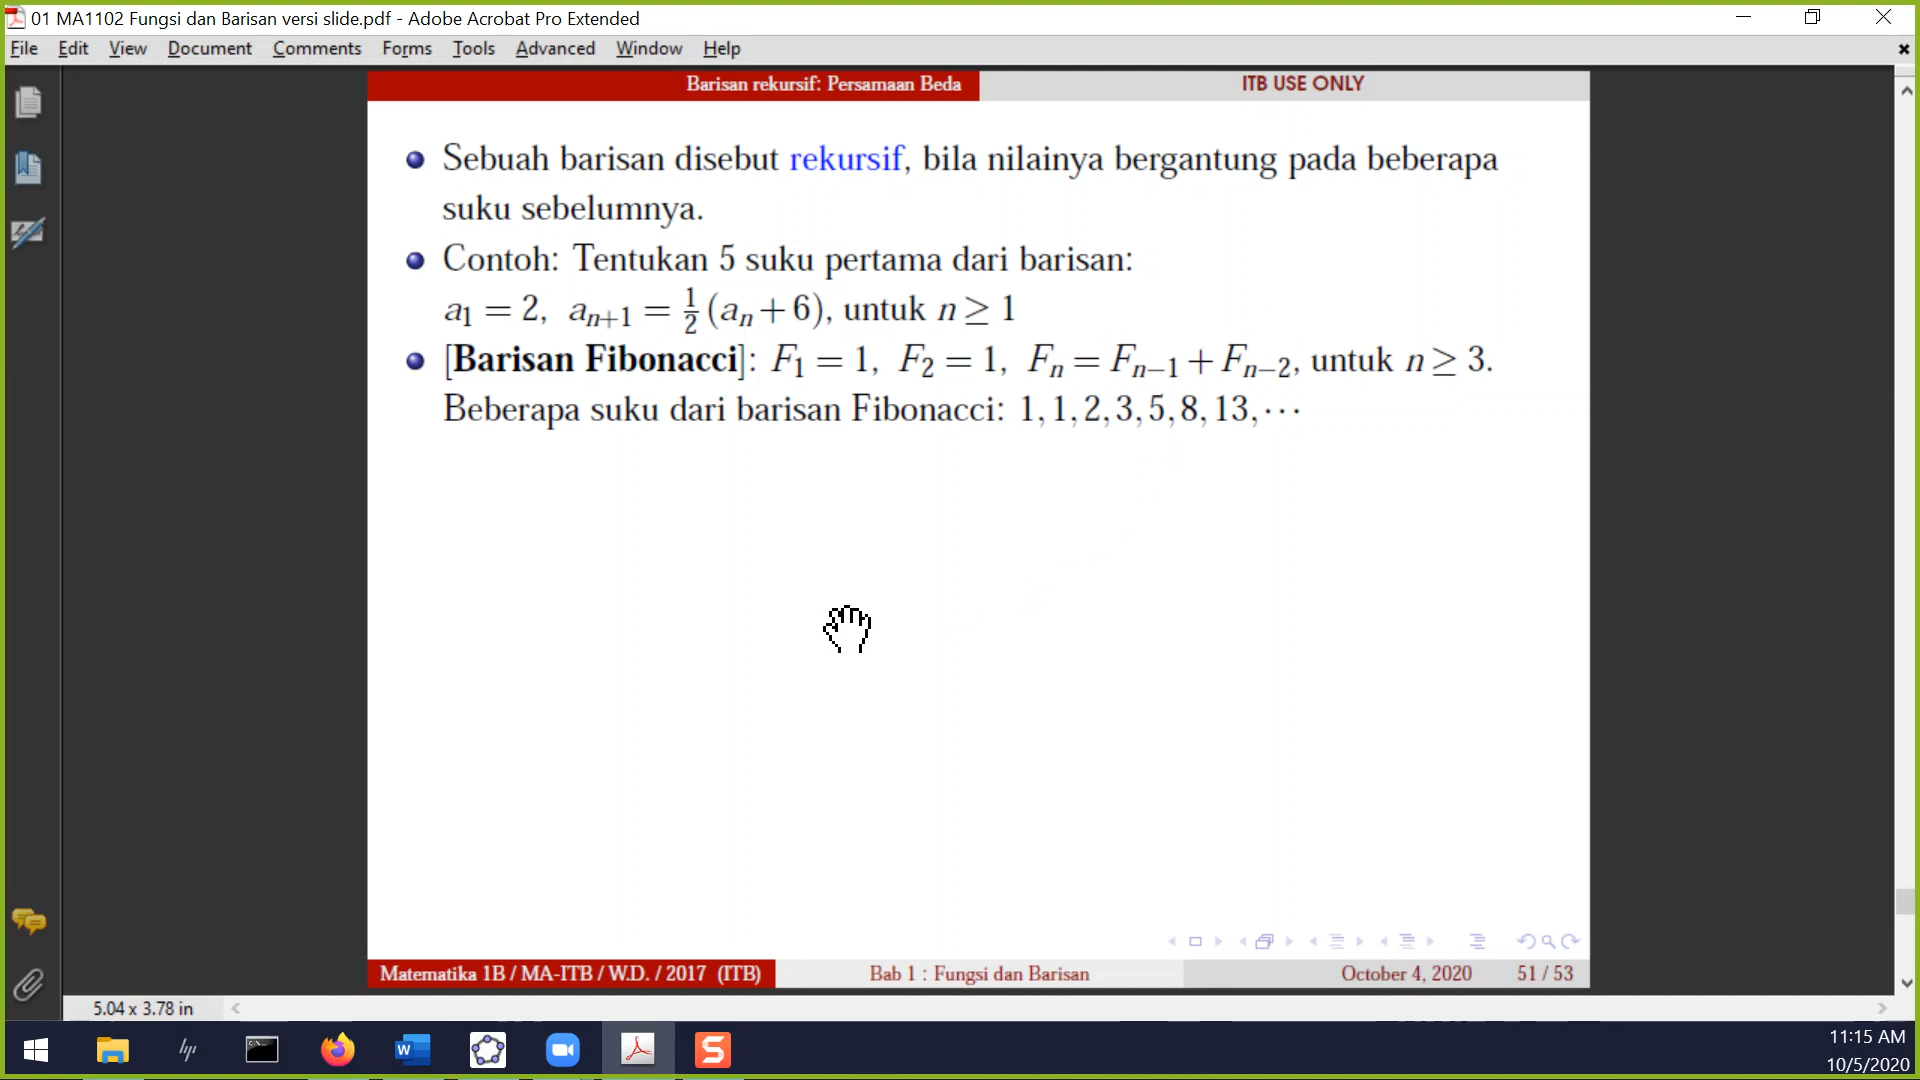 01 MA1102 Fungsi dan Barisan versi slide.pdf - Adobe Acrobat Pro Extended
File Edit View Document Comments Forms Tools Advanced Window Help
Barisan rekursif: Persamaan Beda ITB USE ONLY
Sebuah barisan disebut rekursif, bila nilainya bergantung pada beberapa
suku sebelumnya.
Contoh: Tentukan 5 suku pertama dari barisan:
a₁ = 2, aₙ₊₁ = ½ (aₙ + 6), untuk n ≥ 1
[Barisan Fibonacci]: F₁ = 1, F₂ = 1, Fₙ = Fₙ₋₁ + Fₙ₋₂, untuk n ≥ 3.
Beberapa suku dari barisan Fibonacci: 1, 1, 2, 3, 5, 8, 13, ⋯
Matematika 1B / MA-ITB / W.D. / 2017 (ITB) Bab 1 : Fungsi dan Barisan October 4, 2020 51 / 53
5.04 x 3.78 in
11:15 AM
10/5/2020